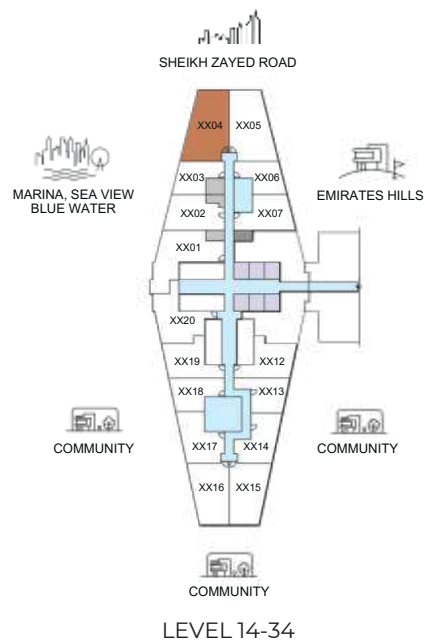 SHEIKH ZAYED ROAD
XX04
XX05
MARINA, SEA VIEW
BLUE WATER
XX03
XX06
EMIRATES HILLS
XX02
XX07
XX01
XX20
XX19
XX12
XX18
XX13
COMMUNITY
COMMUNITY
XX17
XX14
XX16
XX15
COMMUNITY
LEVEL 14-34